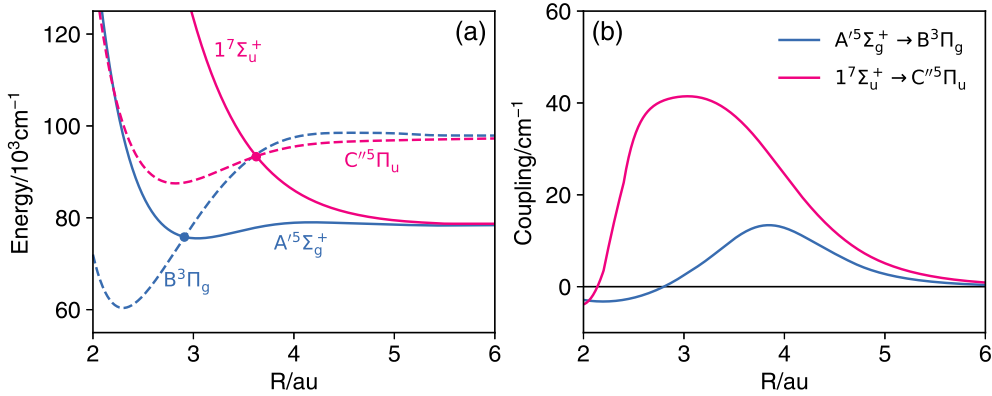 (a)
120
100
80
60
Energy/10³cm⁻¹
1⁷Σᵤ⁺
C″⁵Πᵤ
A′⁵Σg⁺
B³Πg
2 3 4 5 6
R/au
(b)
60
40
20
0
Coupling/cm⁻¹
A′⁵Σg⁺→B³Πg
1⁷Σᵤ⁺→C″⁵Πᵤ
2 3 4 5 6
R/au